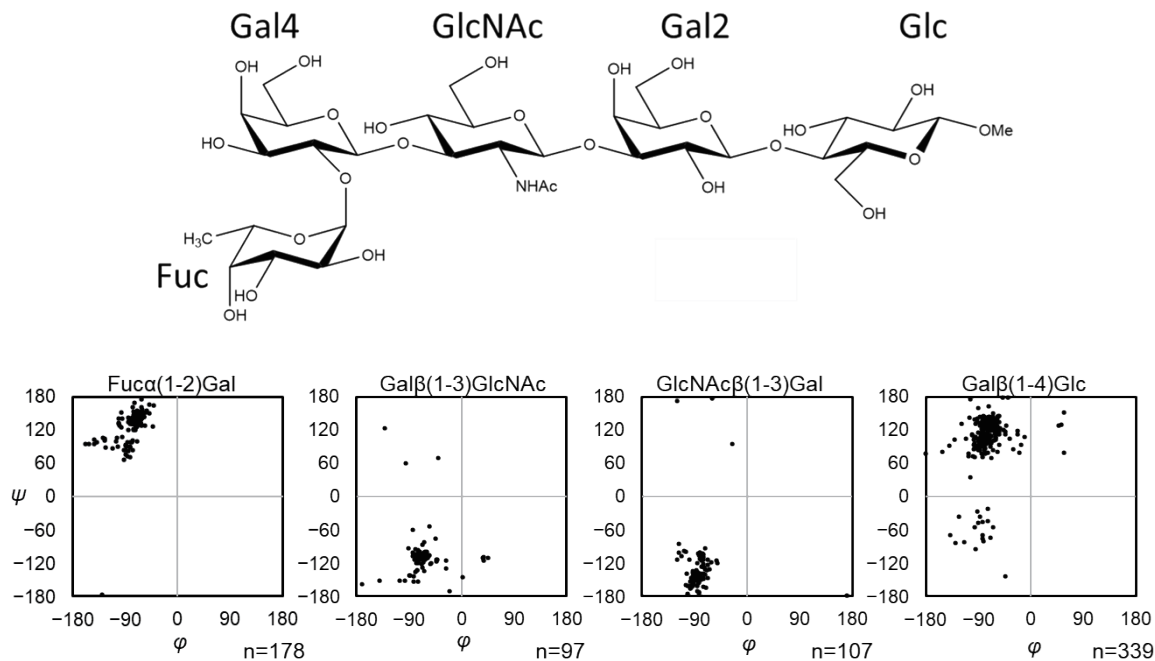 Gal4 GlcNAc Gal2 Glc
OH OH OH OH OH OH
O O O OH
HO O HO O O HO OMe
HO O
O NHAc OH
H₃C O OH OH
Fuc HO
OH
Fucα(1-2)Gal Galβ(1-3)GlcNAc GlcNAcβ(1-3)Gal Galβ(1-4)Glc
180 180 180 180
120 120 120 120
60 60 60 60
ψ 0 0 0 0
−60 −60 −60 −60
−120 −120 −120 −120
−180 −180 −180 −180
−180 −90 0 90 180 −180 −90 0 90 180 −180 −90 0 90 180 −180 −90 0 90 180
φ n=178 φ n=97 φ n=107 φ n=339